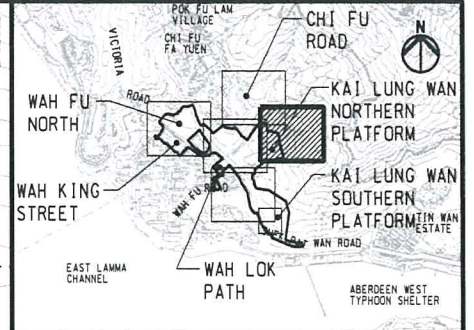 POK FU LAM
VILLAGE
CHI FU
FA YUEN
CHI FU
ROAD
N
VICTORIA
ROAD
WAH FU
NORTH
KAI LUNG WAN
NORTHERN
PLATFORM
WAH KING
STREET
WAH FU ROAD
KAI LUNG WAN
SOUTHERN
PLATFORM
TIN WAN
ESTATE
WAN ROAD
EAST LAMMA
CHANNEL
WAH LOK
PATH
ABERDEEN WEST
TYPHOON SHELTER